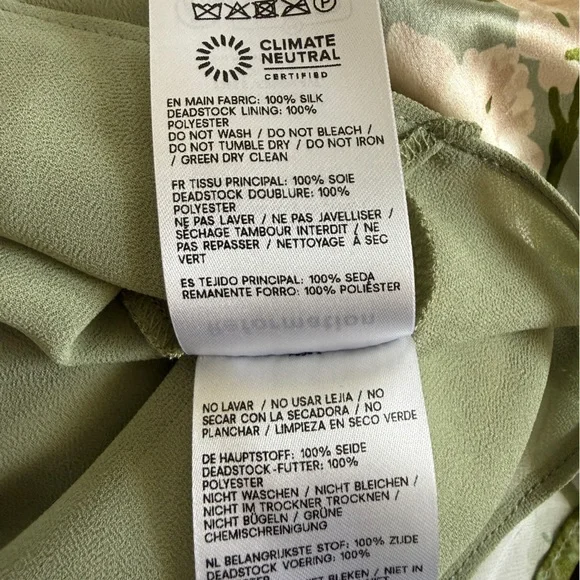 CLIMATE
NEUTRAL
CERTIFIED
EN MAIN FABRIC: 100% SILK
DEADSTOCK LINING: 100%
POLYESTER
DO NOT WASH / DO NOT BLEACH /
DO NOT TUMBLE DRY / DO NOT IRON
/ GREEN DRY CLEAN
FR TISSU PRINCIPAL: 100% SOIE
DEADSTOCK DOUBLURE: 100%
POLYESTER
NE PAS LAVER / NE PAS JAVELLISER /
SÉCHAGE TAMBOUR INTERDIT / NE
PAS REPASSER / NETTOYAGE À SEC
VERT
ES TEJIDO PRINCIPAL: 100% SEDA
REMANENTE FORRO: 100% POLIÉSTER
Reformation
NO LAVAR / NO USAR LEJIA / NO
SECAR CON LA SECADORA / NO
PLANCHAR / LIMPIEZA EN SECO VERDE
DE HAUPTSTOFF: 100% SEIDE
DEADSTOCK-FUTTER: 100%
POLYESTER
NICHT WASCHEN / NICHT BLEICHEN /
NICHT IM TROCKNER TROCKNEN /
NICHT BÜGELN / GRÜNE
CHEMISCHREINIGUNG
NL BELANGRIJKSTE STOF: 100% ZIJDE
DEADSTOCK VOERING: 100%
BLEKEN / NIET IN